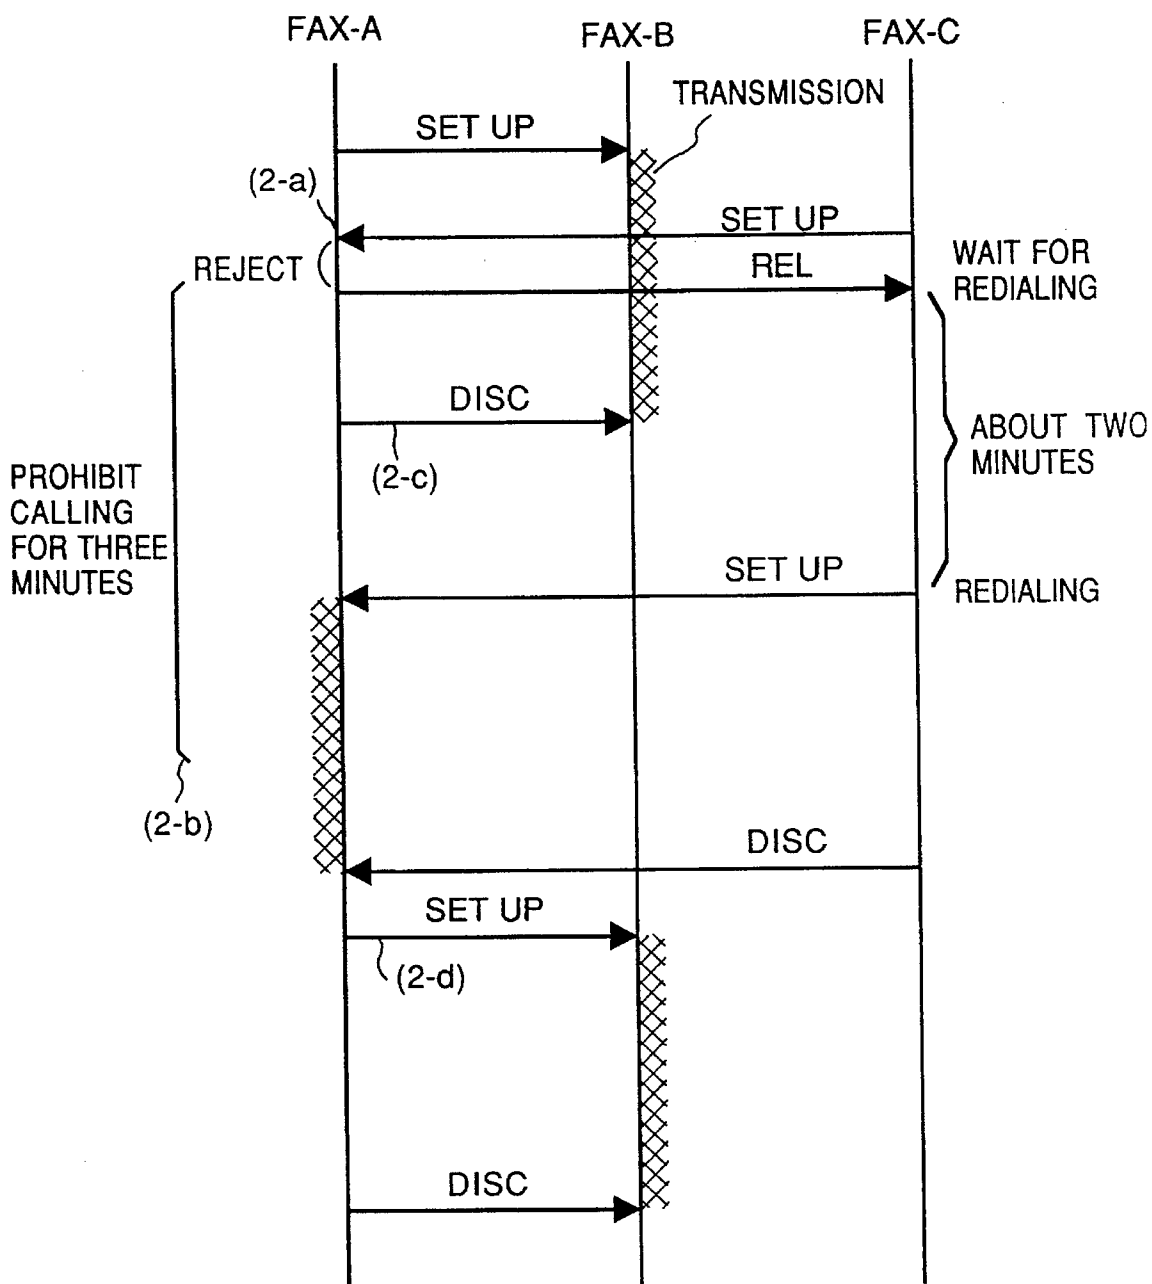 FAX-A
FAX-B
FAX-C
TRANSMISSION
SET UP
(2-a)
SET UP
REJECT
REL
WAIT FOR
REDIALING
DISC
(2-c)
ABOUT TWO
MINUTES
PROHIBIT
CALLING
FOR THREE
MINUTES
SET UP
REDIALING
(2-b)
DISC
SET UP
(2-d)
DISC